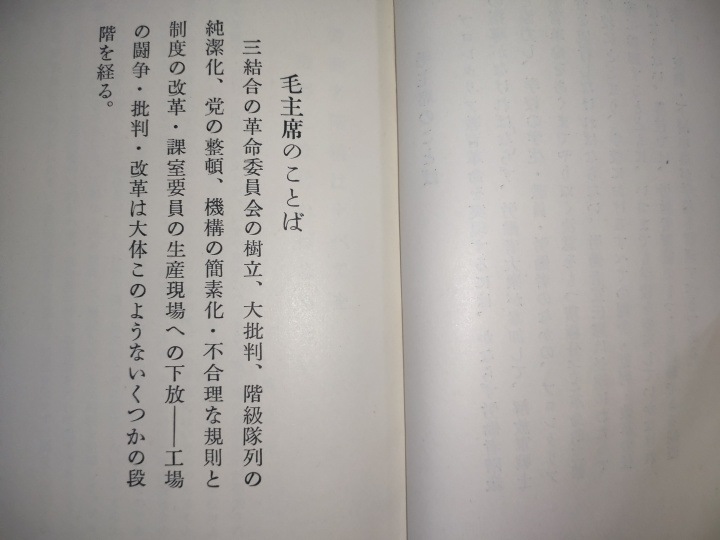 毛主席のことば
三結合の革命委員会の樹立、大批判、階級隊列の
純潔化、党の整頓、機構の簡素化・不合理な規則と
制度の改革・課室要員の生産現場への下放——工場
の闘争・批判・改革は大体このようないくつかの段
階を経る。